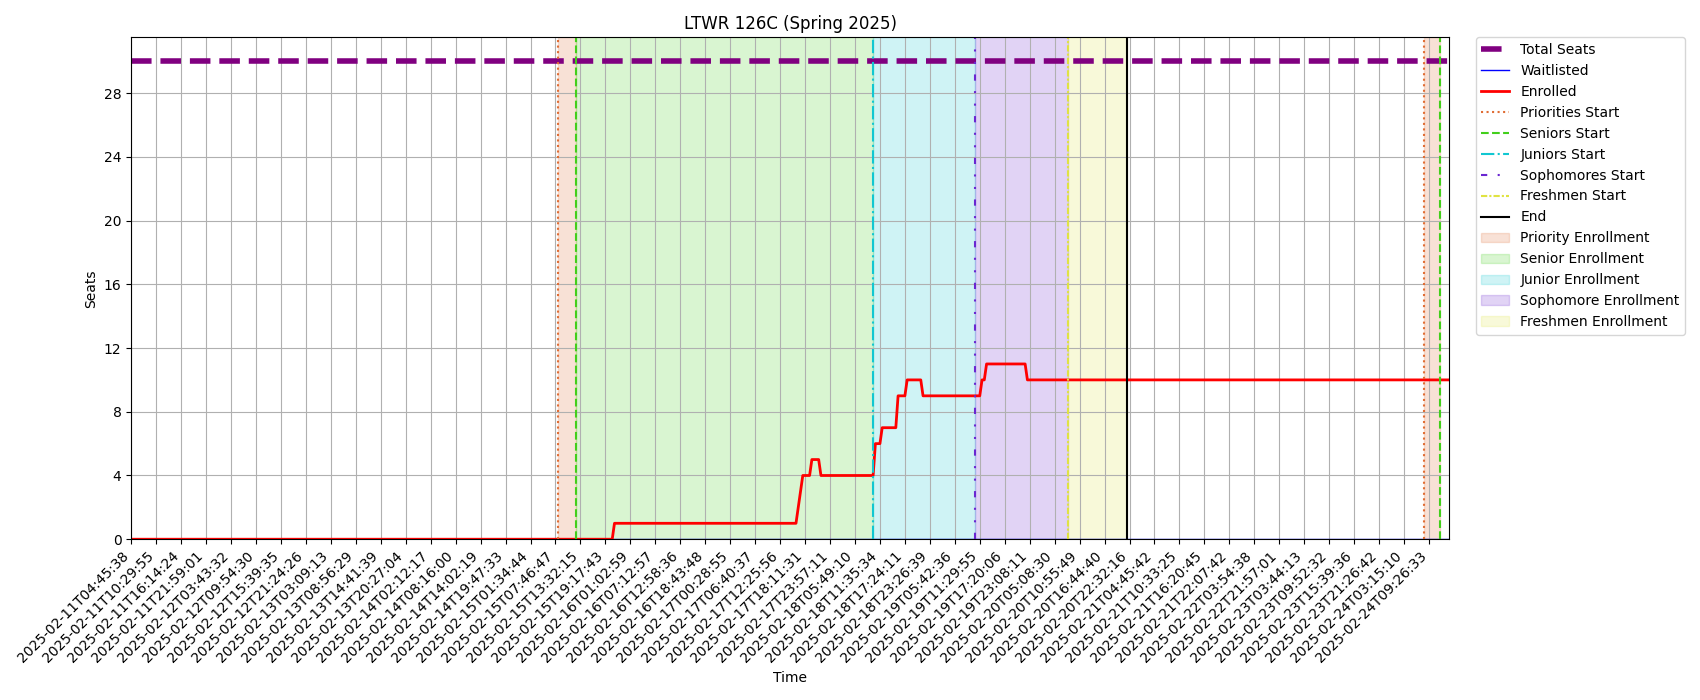 LTWR 126C (Spring 2025)
Seats
28
24
20
16
12
8
4
0
2025-02-11T04:45:38
2025-02-11T10:29:55
2025-02-11T16:14:24
2025-02-11T21:59:01
2025-02-12T03:43:32
2025-02-12T09:54:30
2025-02-12T15:39:35
2025-02-12T21:24:26
2025-02-13T03:09:13
2025-02-13T08:56:29
2025-02-13T14:41:39
2025-02-13T20:27:04
2025-02-14T02:12:17
2025-02-14T08:16:00
2025-02-14T14:02:19
2025-02-14T19:47:33
2025-02-15T01:34:44
2025-02-15T07:46:47
2025-02-15T13:32:15
2025-02-15T19:17:43
2025-02-16T01:02:59
2025-02-16T07:12:57
2025-02-16T12:58:36
2025-02-16T18:43:48
2025-02-17T00:28:55
2025-02-17T06:40:37
2025-02-17T12:25:56
2025-02-17T18:11:31
2025-02-17T23:57:11
2025-02-18T05:49:10
2025-02-18T11:35:34
2025-02-18T17:24:11
2025-02-18T23:26:39
2025-02-19T05:42:36
2025-02-19T11:29:55
2025-02-19T17:20:06
2025-02-19T23:08:11
2025-02-20T05:08:30
2025-02-20T10:55:49
2025-02-20T16:44:40
2025-02-20T22:32:16
2025-02-21T04:45:42
2025-02-21T10:33:25
2025-02-21T16:20:45
2025-02-21T22:07:42
2025-02-22T03:54:38
2025-02-22T21:57:01
2025-02-23T03:44:13
2025-02-23T09:52:32
2025-02-23T15:39:36
2025-02-23T21:26:42
2025-02-24T03:15:10
2025-02-24T09:26:33
Time
Total Seats
Waitlisted
Enrolled
Priorities Start
Seniors Start
Juniors Start
Sophomores Start
Freshmen Start
End
Priority Enrollment
Senior Enrollment
Junior Enrollment
Sophomore Enrollment
Freshmen Enrollment